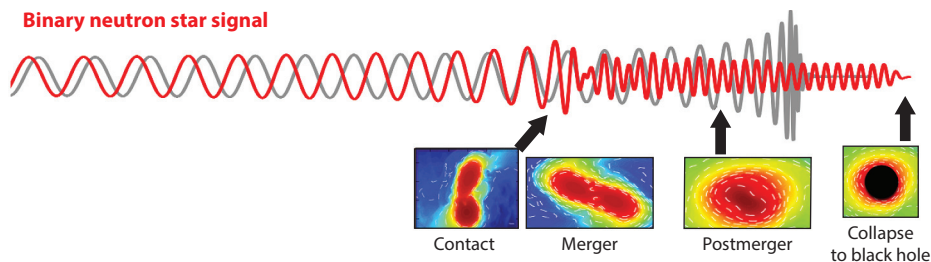 Binary neutron star signal
Contact
Merger
Postmerger
Collapse
to black hole